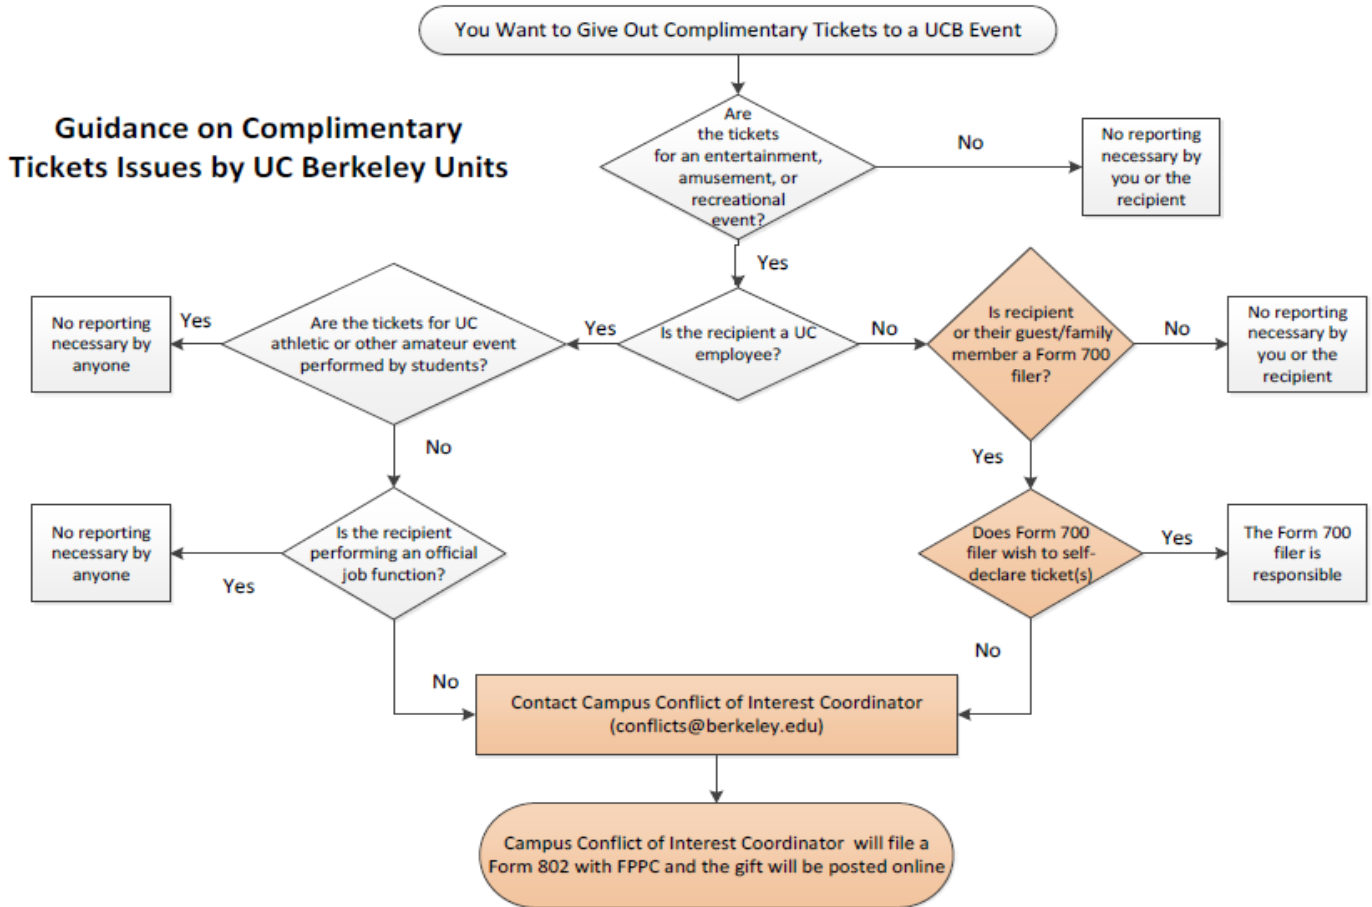 You Want to Give Out Complimentary Tickets to a UCB Event
Guidance on Complimentary
Tickets Issues by UC Berkeley Units
Are
the tickets
for an entertainment,
amusement, or
recreational
event?
No
No reporting
necessary by
you or the
recipient
Yes
No reporting
necessary by
anyone
Yes
Are the tickets for UC
athletic or other amateur event
performed by students?
Yes
Is the recipient a UC
employee?
No
Is recipient
or their guest/family
member a Form 700
filer?
No
No reporting
necessary by
you or the
recipient
No
Yes
No reporting
necessary by
anyone
Yes
Is the recipient
performing an official
job function?
Does Form 700
filer wish to self-
declare ticket(s)
Yes
The Form 700
filer is
responsible
No
No
Contact Campus Conflict of Interest Coordinator
(conflicts@berkeley.edu)
Campus Conflict of Interest Coordinator will file a
Form 802 with FPPC and the gift will be posted online